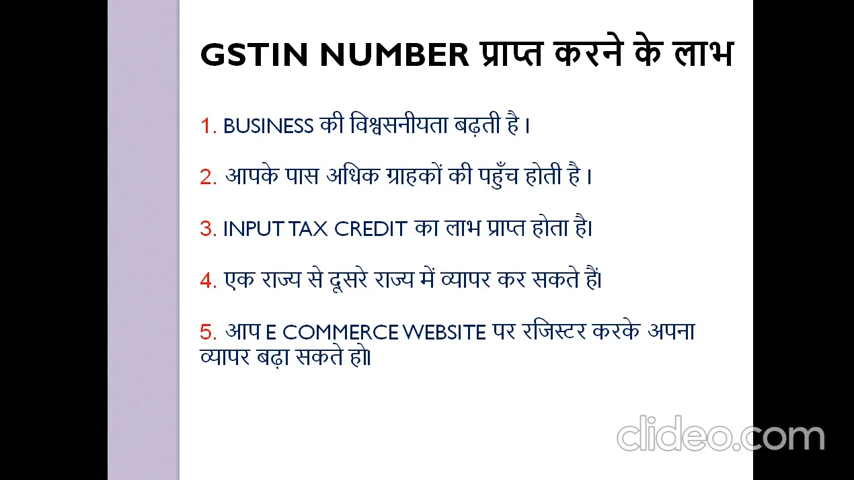 GSTIN NUMBER प्राप्त करने के लाभ
1. BUSINESS की विश्वसनीयता बढ़ती है ।
2. आपके पास अधिक ग्राहकों की पहुँच होती है ।
3. INPUT TAX CREDIT का लाभ प्राप्त होता है।
4. एक राज्य से दूसरे राज्य में व्यापर कर सकते हैं।
5. आप E COMMERCE WEBSITE पर रजिस्टर करके अपना
व्यापर बढ़ा सकते हो।
clideo.com